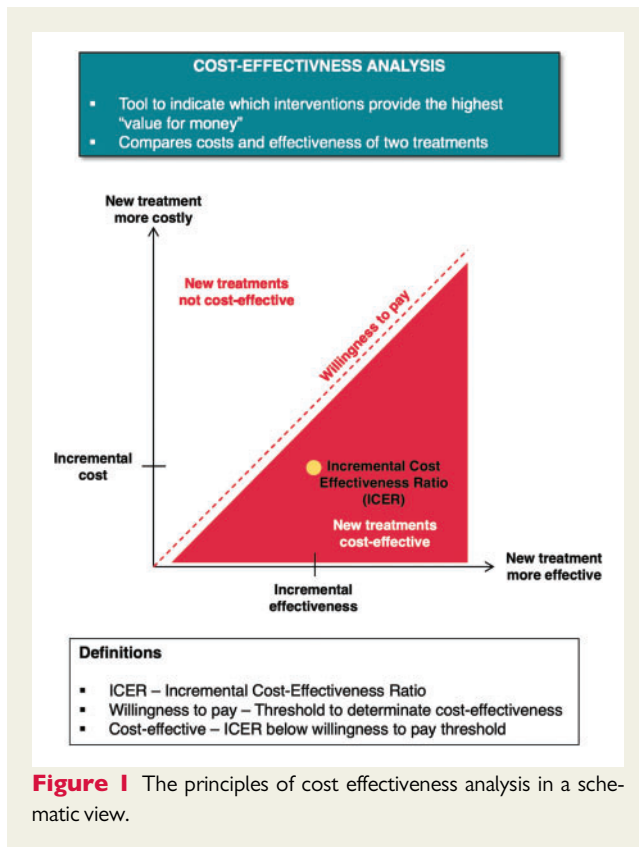 COST-EFFECTIVNESS ANALYSIS
▪ Tool to indicate which interventions provide the highest
"value for money"
▪ Compares costs and effectiveness of two treatments
New treatment
more costly
New treatments
not cost-effective
Willingness to pay
Incremental
cost
Incremental Cost
Effectiveness Ratio
(ICER)
New treatments
cost-effective
New treatment
more effective
Incremental
effectiveness
Definitions
▪ ICER – Incremental Cost-Effectiveness Ratio
▪ Willingness to pay – Threshold to determinate cost-effectiveness
▪ Cost-effective – ICER below willingness to pay threshold
Figure 1 The principles of cost effectiveness analysis in a sche-
matic view.